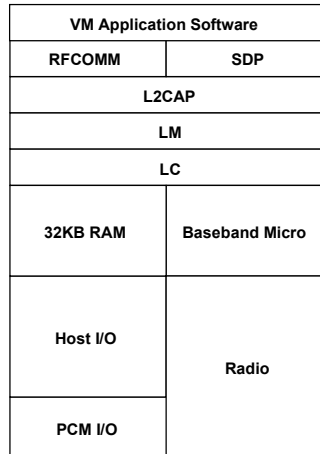 VM Application Software
RFCOMM
SDP
L2CAP
LM
LC
32KB RAM
Baseband Micro
Host I/O
Radio
PCM I/O